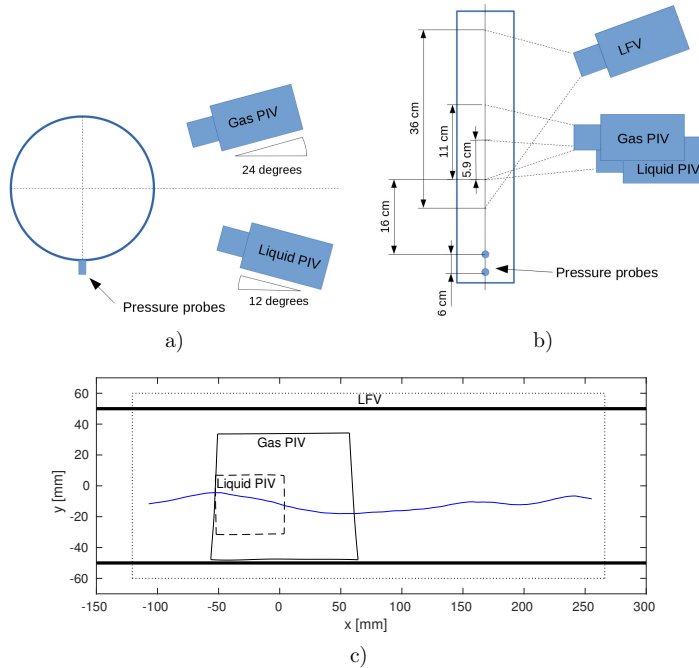 Gas PIV
24 degrees
Liquid PIV
12 degrees
Pressure probes
a)
LFV
36 cm
11 cm
5.9 cm
Gas PIV
Liquid PIV
16 cm
Pressure probes
6 cm
b)
60
40
20
0
-20
-40
-60
y [mm]
LFV
Gas PIV
Liquid PIV
-150
-100
-50
0
50
100
150
200
250
300
x [mm]
c)